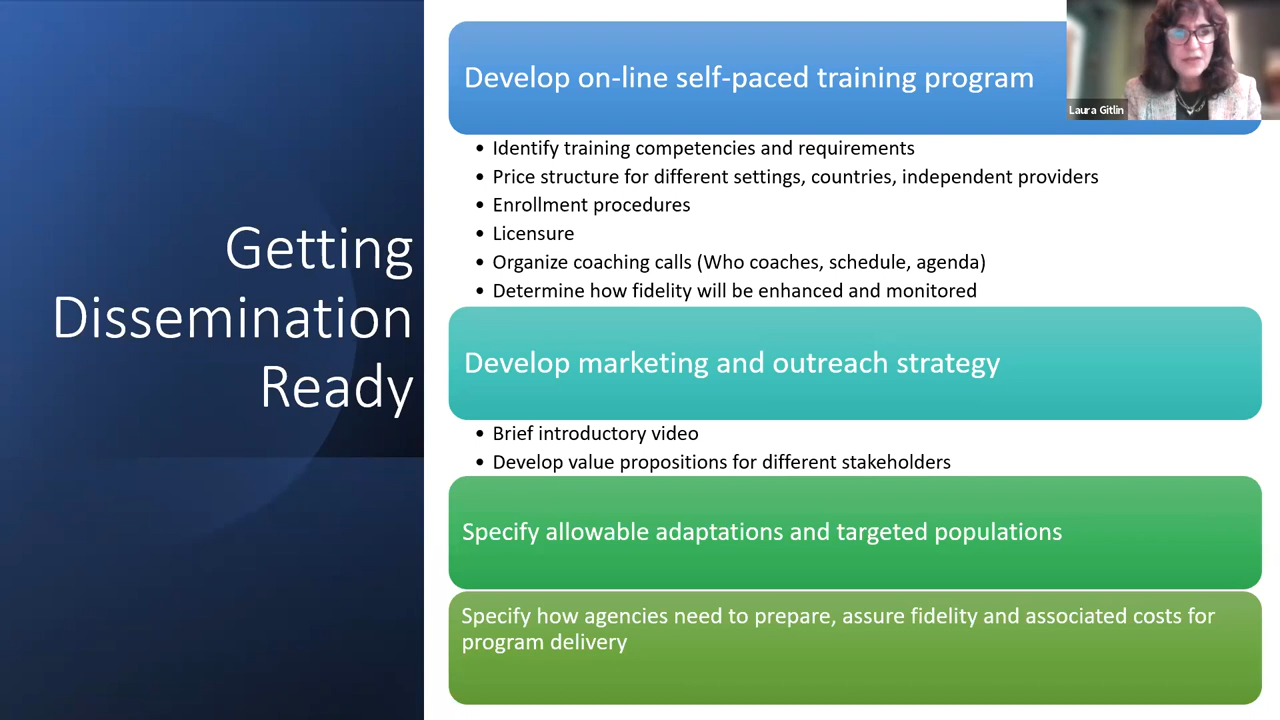 Getting
Dissemination
Ready
Develop on-line self-paced training program
• Identify training competencies and requirements
• Price structure for different settings, countries, independent providers
• Enrollment procedures
• Licensure
• Organize coaching calls (Who coaches, schedule, agenda)
• Determine how fidelity will be enhanced and monitored
Develop marketing and outreach strategy
• Brief introductory video
• Develop value propositions for different stakeholders
Specify allowable adaptations and targeted populations
Specify how agencies need to prepare, assure fidelity and associated costs for
program delivery
Laura Gitlin